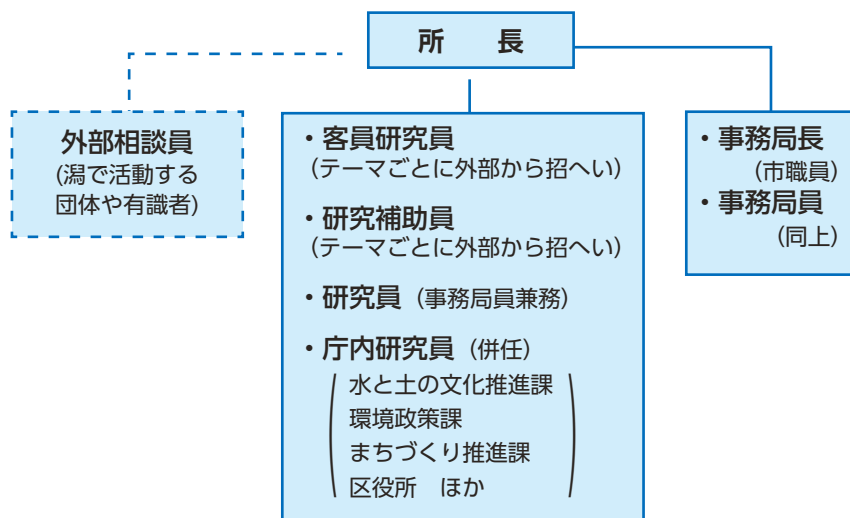 所　長
外部相談員
(潟で活動する
団体や有識者)
・客員研究員
(テーマごとに外部から招へい)
・研究補助員
(テーマごとに外部から招へい)
・研究員 (事務局員兼務)
・庁内研究員 (併任)
水と土の文化推進課
環境政策課
まちづくり推進課
区役所　ほか
・事務局長
(市職員)
・事務局員
(同上)